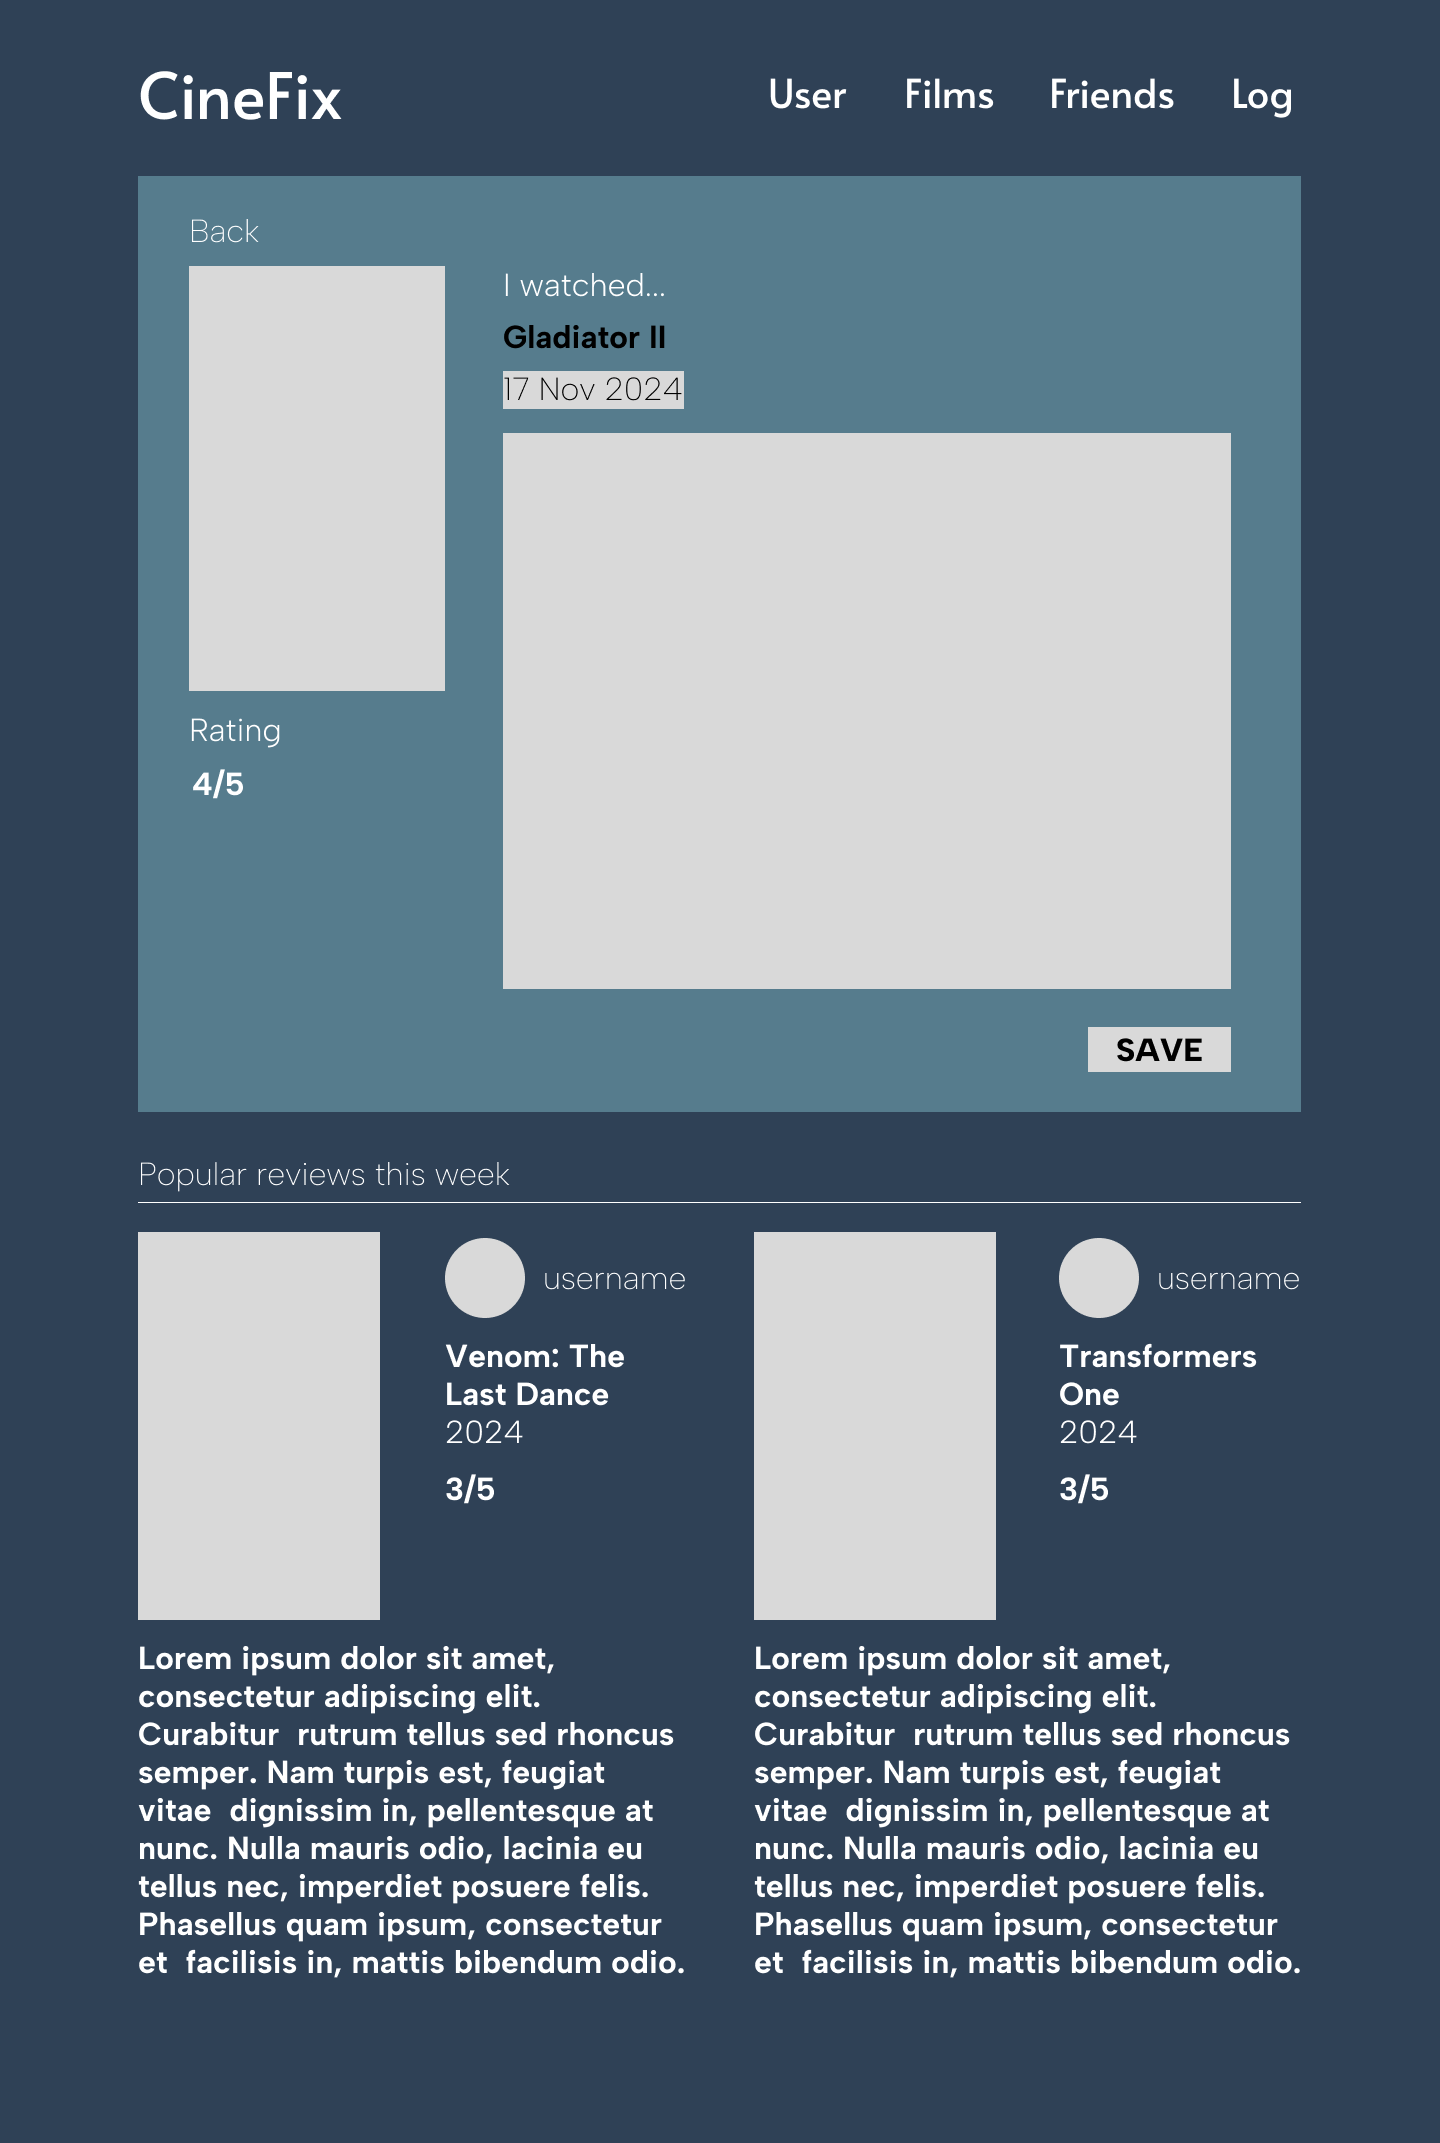 CineFix
User Films Friends Log
Back
I watched...
Gladiator II
17 Nov 2024
Rating
4/5
SAVE
Popular reviews this week
username
Venom: The
Last Dance
2024
3/5
Lorem ipsum dolor sit amet,
consectetur adipiscing elit.
Curabitur  rutrum tellus sed rhoncus
semper. Nam turpis est, feugiat
vitae  dignissim in, pellentesque at
nunc. Nulla mauris odio, lacinia eu
tellus nec, imperdiet posuere felis.
Phasellus quam ipsum, consectetur
et  facilisis in, mattis bibendum odio.
username
Transformers
One
2024
3/5
Lorem ipsum dolor sit amet,
consectetur adipiscing elit.
Curabitur  rutrum tellus sed rhoncus
semper. Nam turpis est, feugiat
vitae  dignissim in, pellentesque at
nunc. Nulla mauris odio, lacinia eu
tellus nec, imperdiet posuere felis.
Phasellus quam ipsum, consectetur
et  facilisis in, mattis bibendum odio.